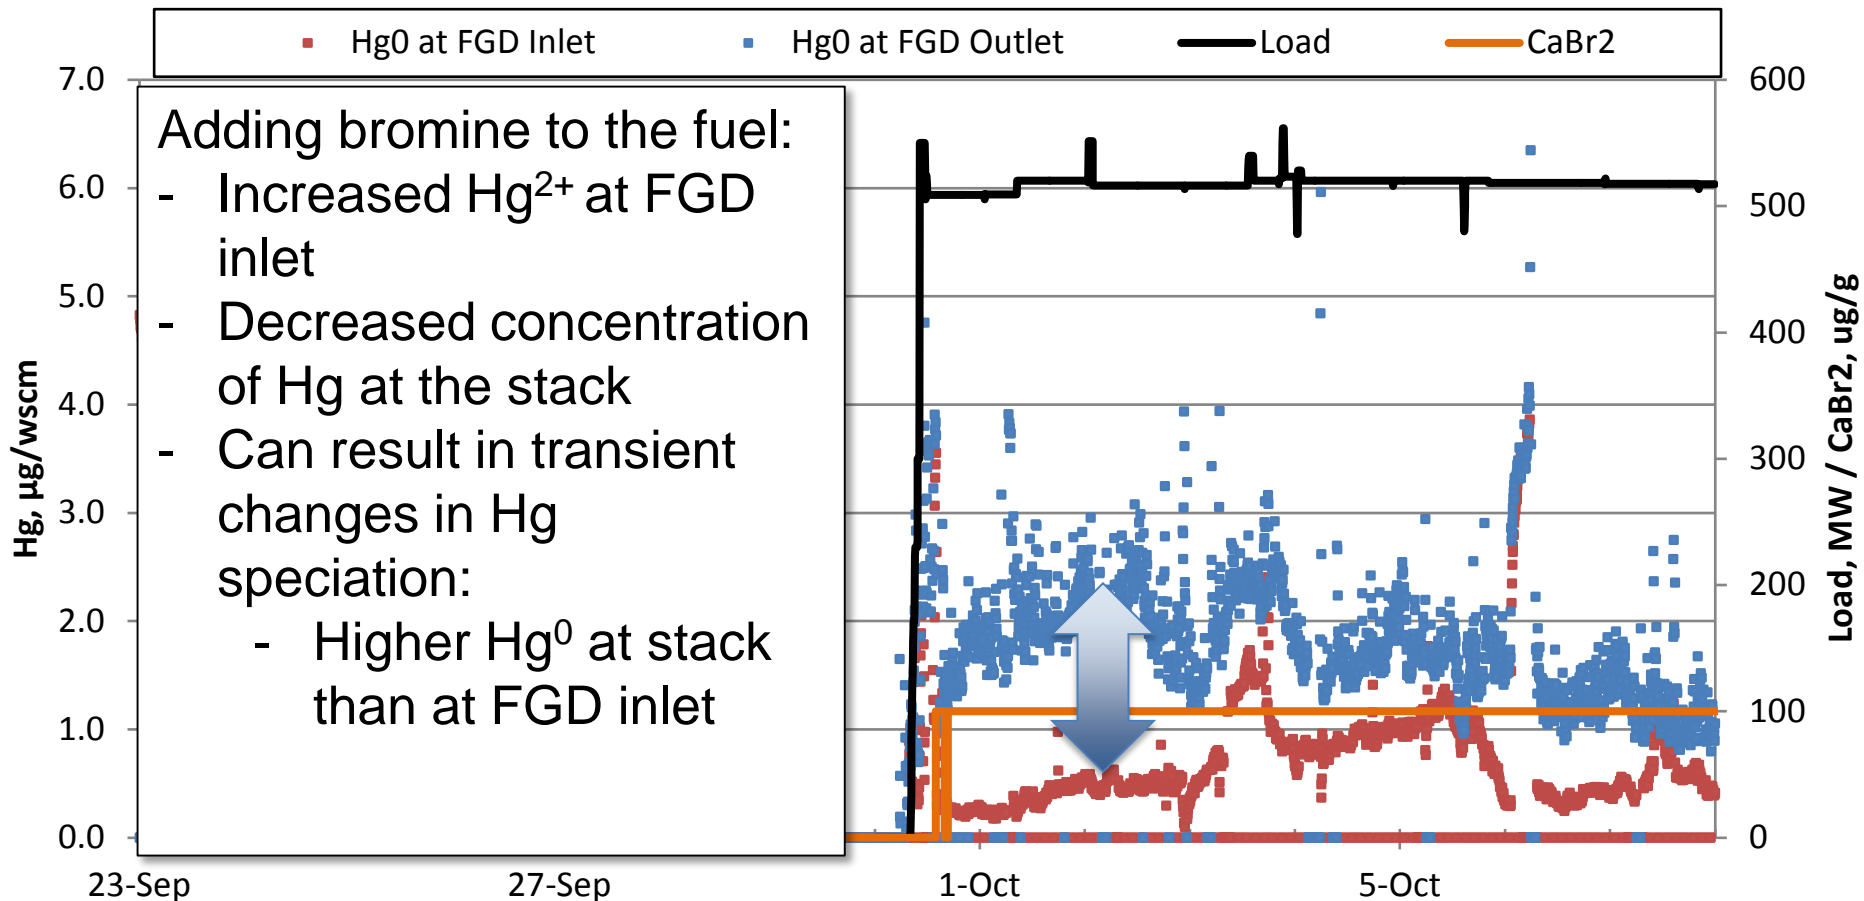 Hg0 at FGD Inlet Hg0 at FGD Outlet Load CaBr2
7.0
6.0
5.0
4.0
3.0
2.0
1.0
0.0
Hg, µg/wscm
Adding bromine to the fuel:
- Increased Hg²⁺ at FGD
inlet
- Decreased concentration
of Hg at the stack
- Can result in transient
changes in Hg
speciation:
- Higher Hg⁰ at stack
than at FGD inlet
600
500
400
300
200
100
0
Load, MW / CaBr2, ug/g
23-Sep 27-Sep 1-Oct 5-Oct